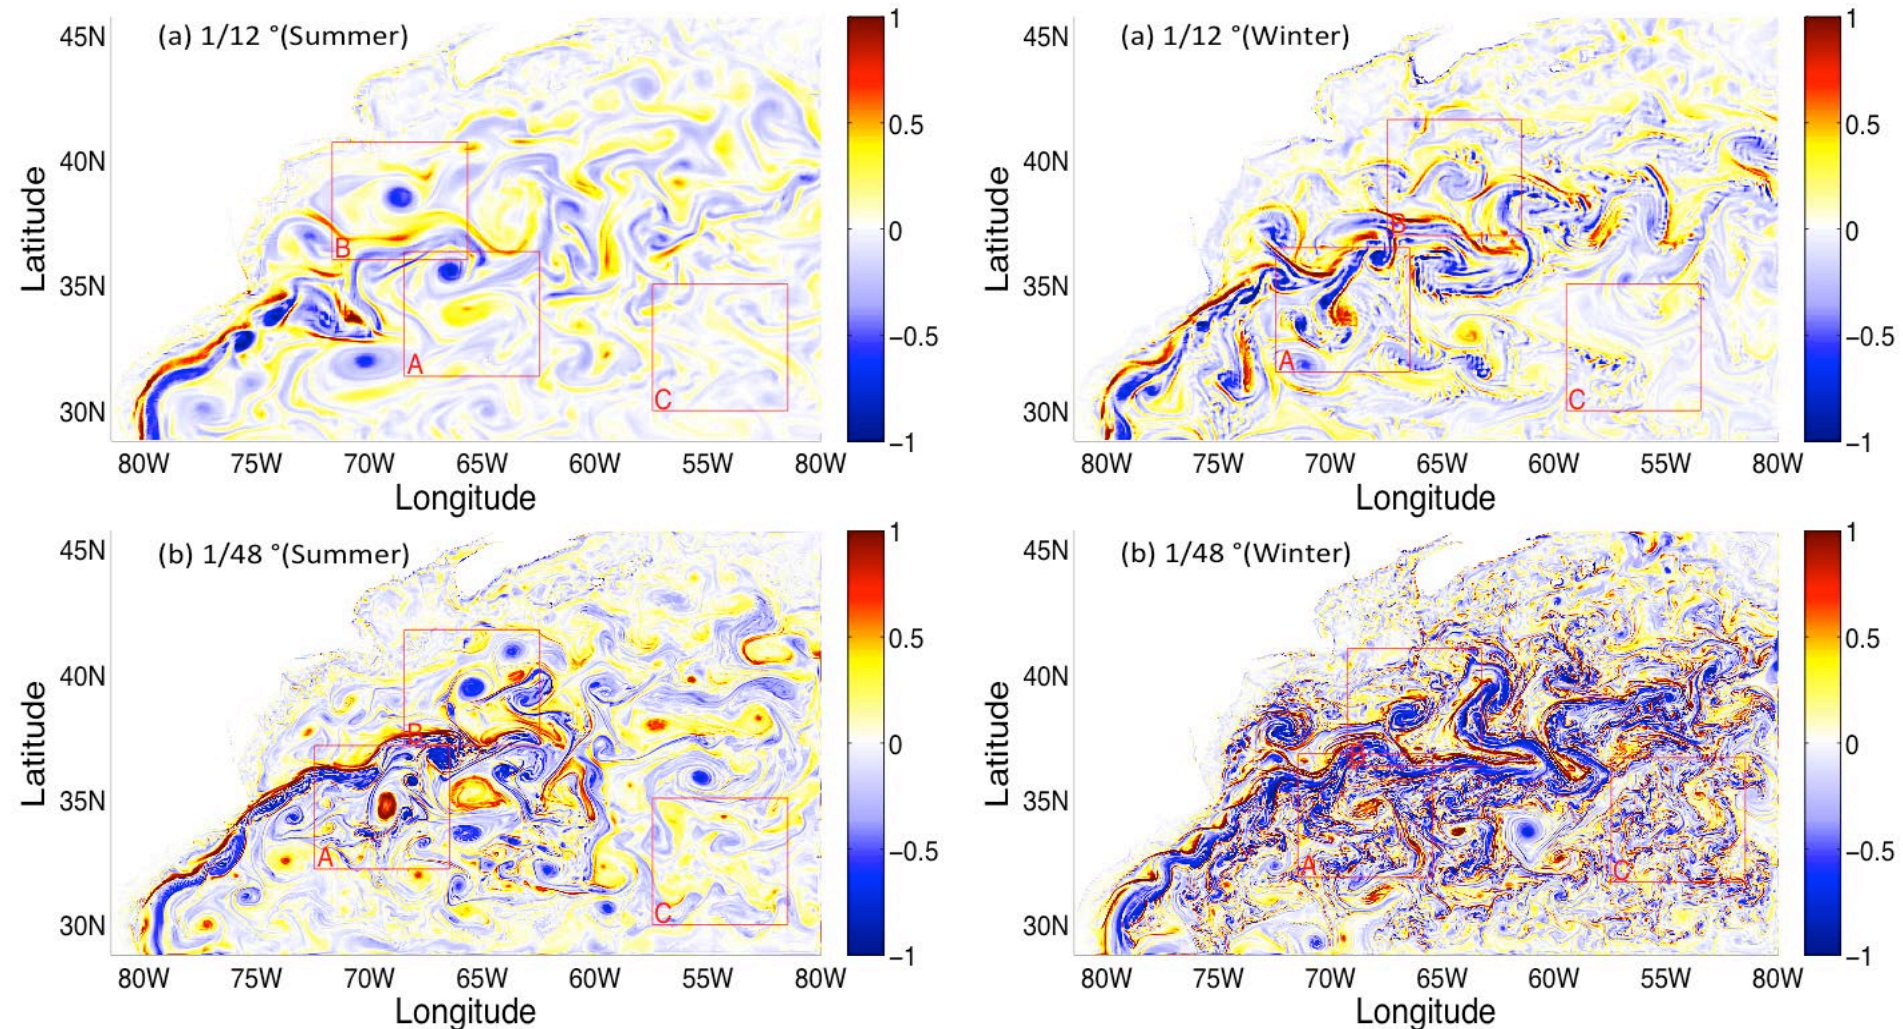 (a) 1/12 °(Summer)
45N
40N
35N
30N
Latitude
B
A
C
80W 75W 70W 65W 60W 55W 80W
Longitude
1
0.5
0
−0.5
−1
(a) 1/12 °(Winter)
45N
40N
35N
30N
Latitude
B
A
C
80W 75W 70W 65W 60W 55W 80W
Longitude
1
0.5
0
−0.5
−1
(b) 1/48 °(Summer)
45N
40N
35N
30N
Latitude
B
A
C
80W 75W 70W 65W 60W 55W 80W
Longitude
1
0.5
0
−0.5
−1
(b) 1/48 °(Winter)
45N
40N
35N
30N
Latitude
B
A
C
80W 75W 70W 65W 60W 55W 80W
Longitude
1
0.5
0
−0.5
−1